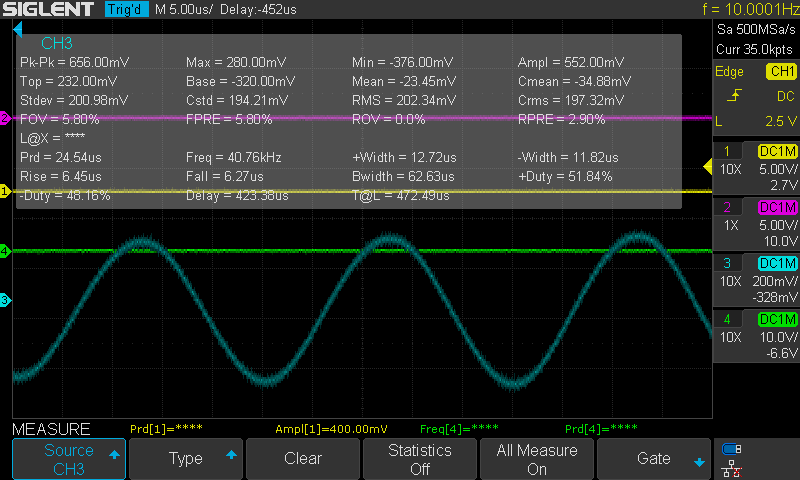 SIGLENT Trig'd M 5.00us/ Delay:-452us f = 10.0001Hz
Sa 500MSa/s
Curr 35.0kpts
CH3
Pk-Pk = 656.00mV Max = 280.00mV Min = -376.00mV Ampl = 552.00mV
Top = 232.00mV Base = -320.00mV Mean = -23.45mV Cmean = -34.88mV
Stdev = 200.98mV Cstd = 194.21mV RMS = 202.34mV Crms = 197.32mV
FOV = 5.80% FPRE = 5.80% ROV = 0.0% RPRE = 2.90%
L@X = ****
Prd = 24.54us Freq = 40.76kHz +Width = 12.72us -Width = 11.82us
Rise = 6.45us Fall = 6.27us Bwidth = 62.63us +Duty = 51.84%
-Duty = 48.16% Delay = 423.38us T@L = 472.49us
2
1
4
3
Edge CH1
DC
L 2.5 V
1 DC1M
10X 5.00V/
2.7V
2 DC1M
1X 5.00V/
10.0V
3 DC1M
10X 200mV/
-328mV
4 DC1M
10X 10.0V/
-6.6V
MEASURE Prd[1]=**** Ampl[1]=400.00mV Freq[4]=**** Prd[4]=****
Source
CH3
Type
Clear
Statistics
Off
All Measure
On
Gate